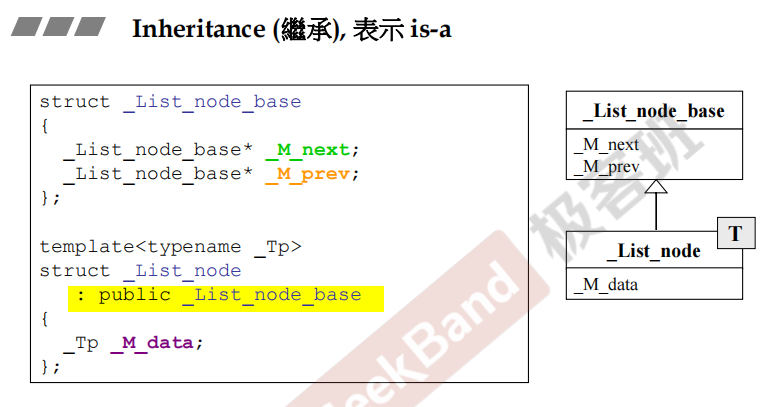 Inheritance (繼承), 表示 is-a
struct _List_node_base
{
_List_node_base* _M_next;
_List_node_base* _M_prev;
};
template<typename _Tp>
struct _List_node
: public _List_node_base
{
_Tp _M_data;
};
_List_node_base
_M_next
_M_prev
T
_List_node
_M_data
GeekBand 极客班